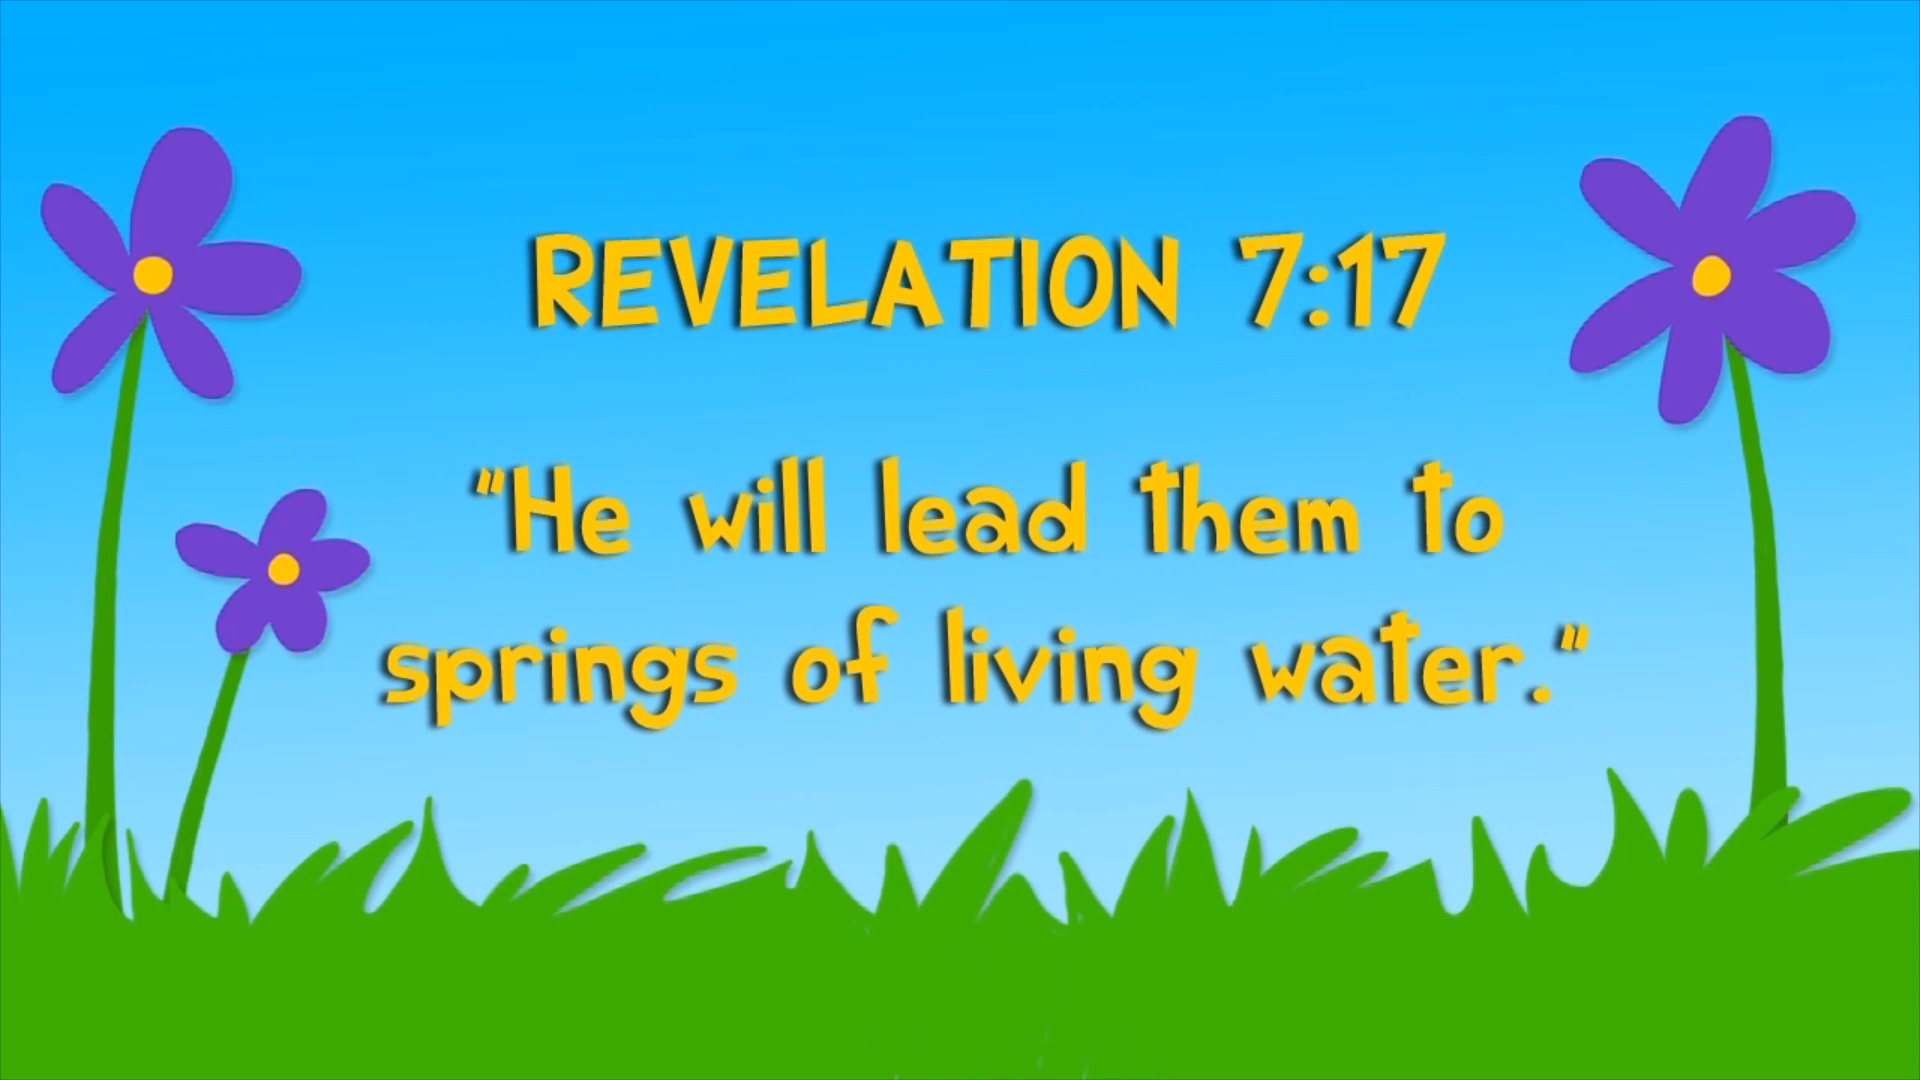 REVELATION 7:17
"He will lead them to
springs of living water."